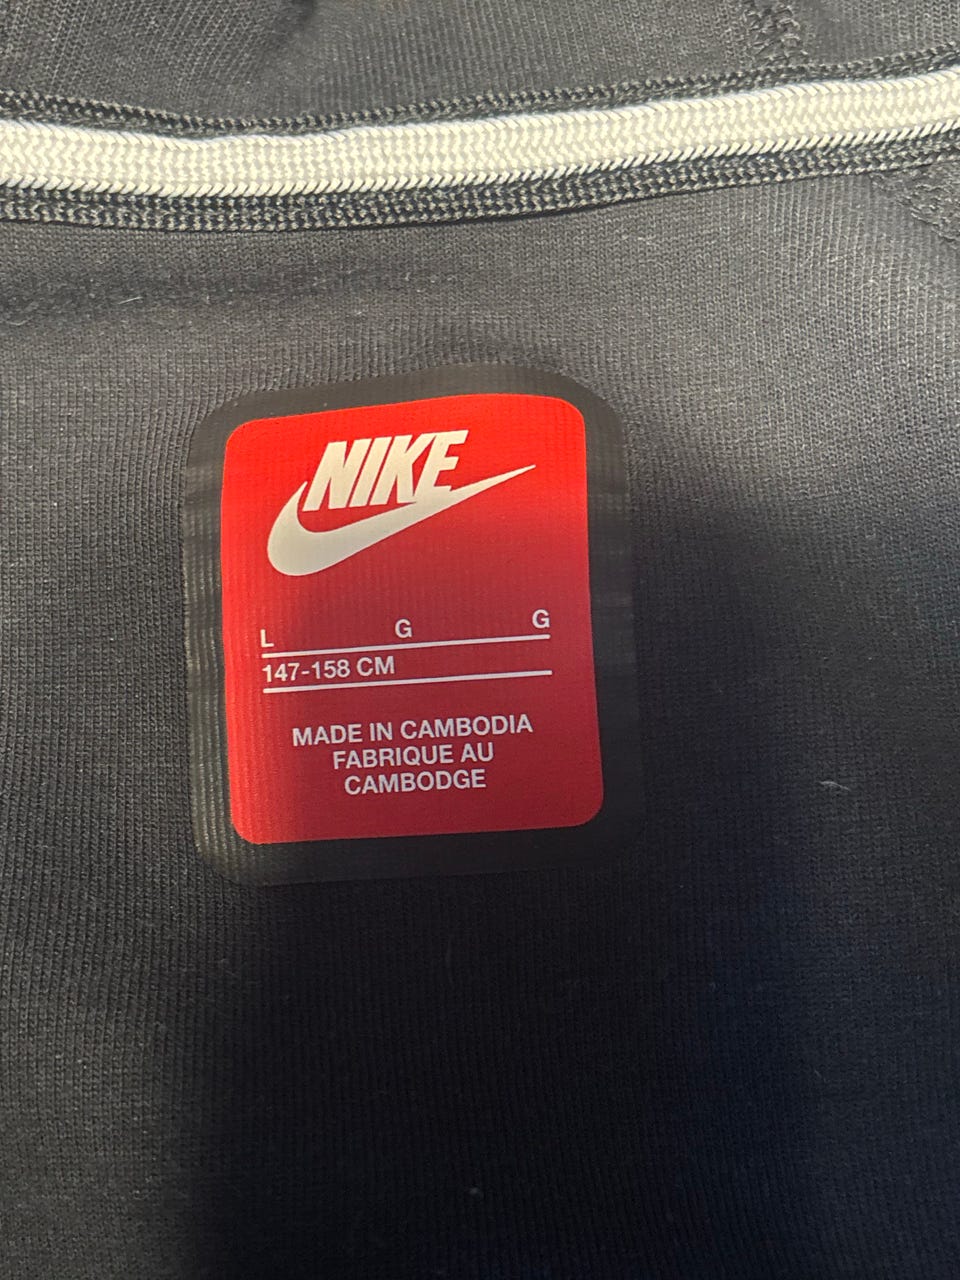 NIKE
L G G
147-158 CM
MADE IN CAMBODIA
FABRIQUE AU
CAMBODGE